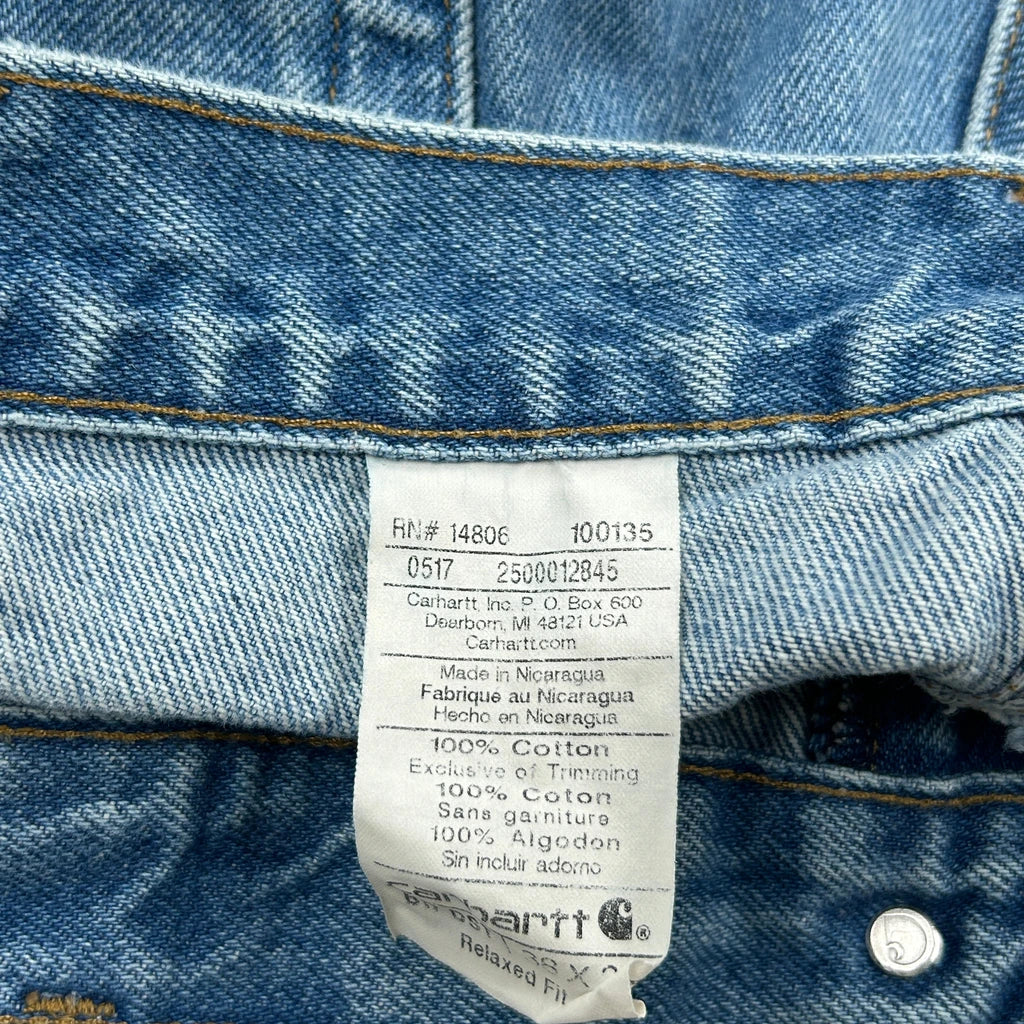 RN# 14806 100135
0517 2500012845
Carhartt, Inc. P. O. Box 600
Dearborn, MI 48121 USA
Carhartt.com
Made in Nicaragua
Fabrique au Nicaragua
Hecho en Nicaragua
100% Cotton
Exclusive of Trimming
100% Coton
Sans garniture
100% Algodon
Sin incluir adorno
carhartt
38 X
Relaxed Fit
5